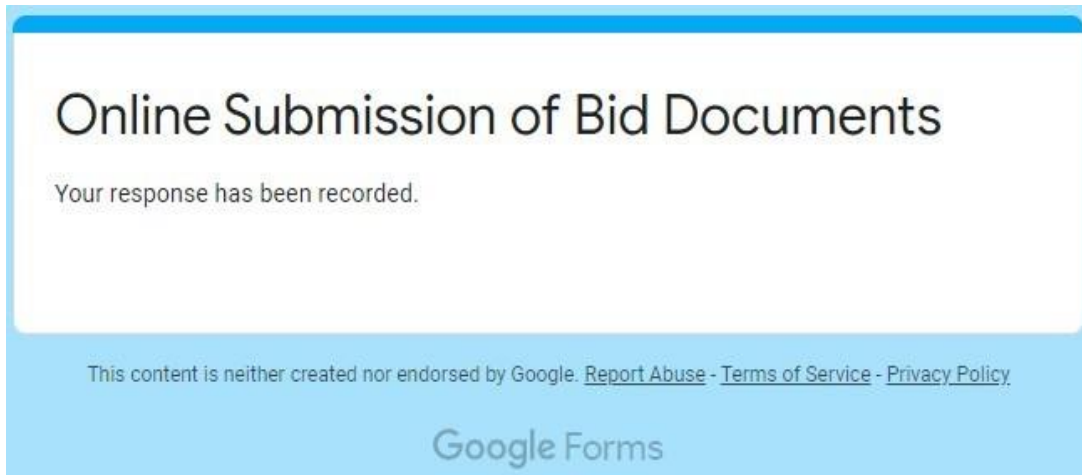 Online Submission of Bid Documents
Your response has been recorded.
This content is neither created nor endorsed by Google. Report Abuse - Terms of Service - Privacy Policy
Google Forms